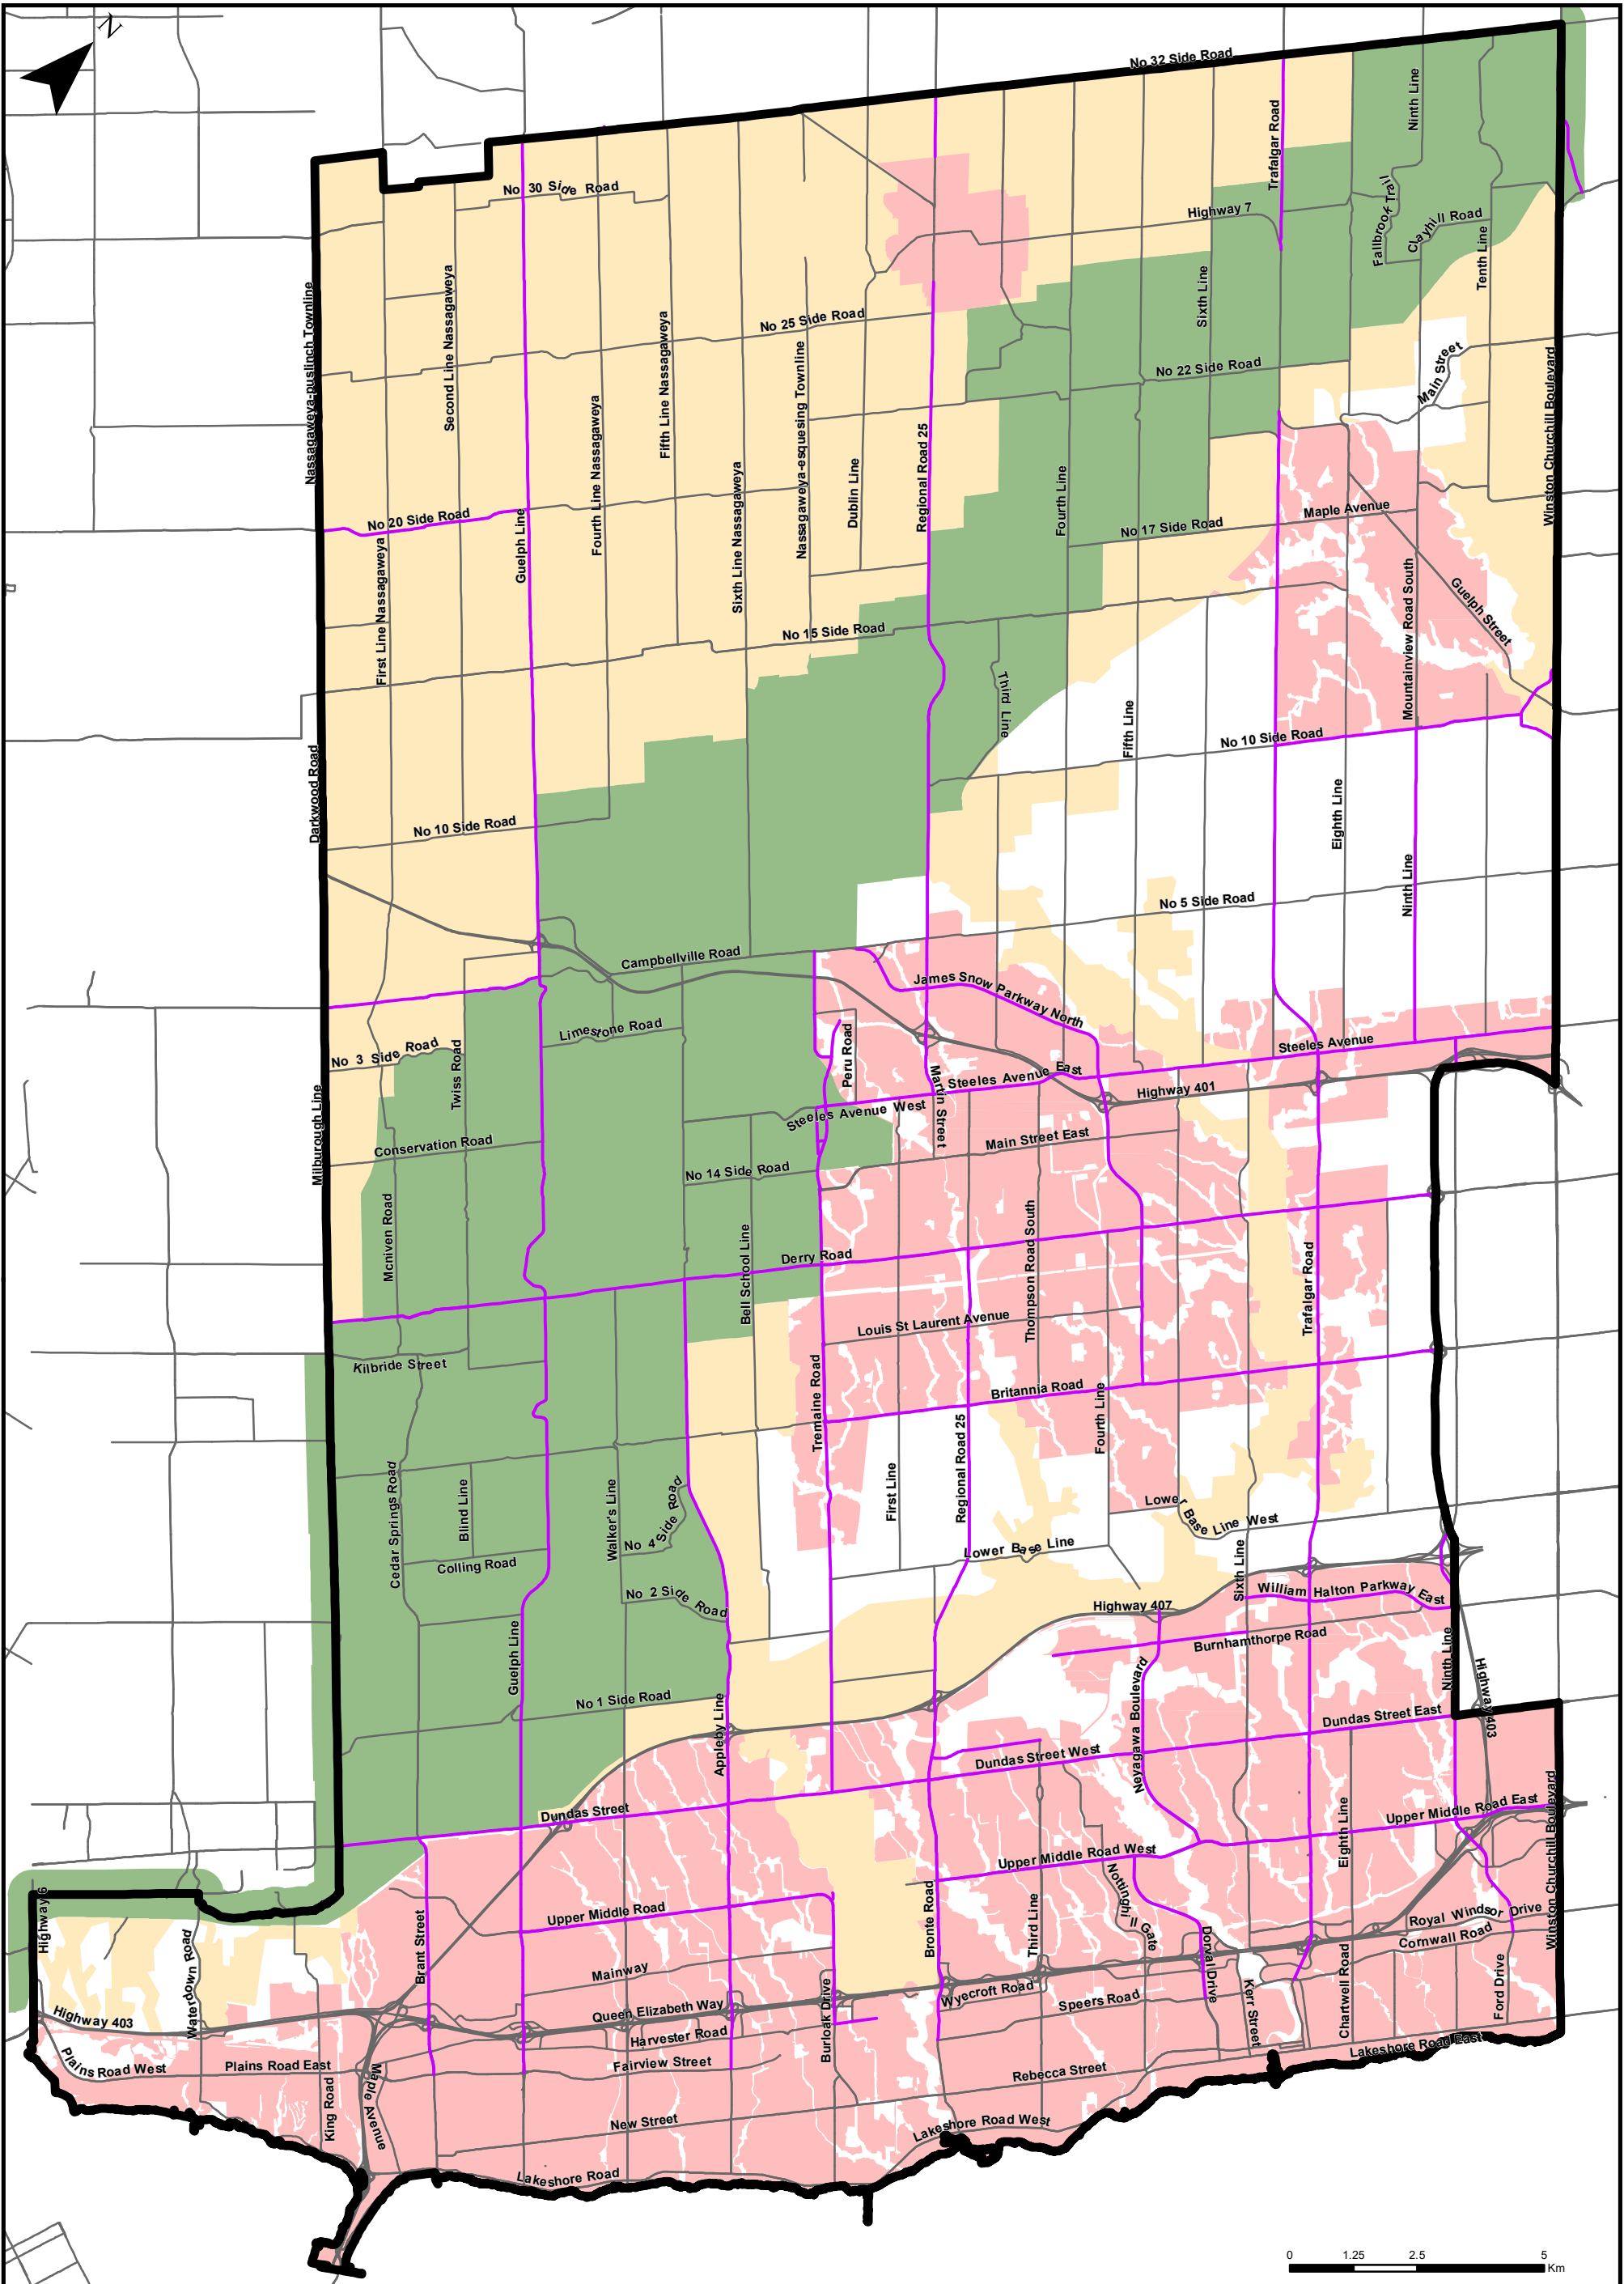 N
No 32 Side Road
Ninth Line
Trafalgar Road
No 30 Side Road
Highway 7
Fallbrook Trail
Clayhill Road
Tenth Line
Sixth Line
Nassagaweya-puslinch Townline
Second Line Nassagaweya
Fifth Line Nassagaweya
No 25 Side Road
Nassagaweya-esquesing Townline
Main Street
No 22 Side Road
Winston Churchill Boulevard
Fourth Line Nassagaweya
Sixth Line Nassagaweya
Dublin Line
Regional Road 25
Fourth Line
No 20 Side Road
Guelph Line
No 17 Side Road
Maple Avenue
First Line Nassagaweya
Mountainview Road South
Guelph Street
No 15 Side Road
Third Line
Fifth Line
No 10 Side Road
Darkwood Road
No 10 Side Road
Eighth Line
Ninth Line
No 5 Side Road
Campbellville Road
James Snow Parkway North
Limestone Road
No 3 Side Road
Twiss Road
Peru Road
Steeles Avenue
Steeles Avenue East
Martin Street
Highway 401
Milburough Line
Steeles Avenue West
Main Street East
Conservation Road
No 14 Side Road
Mcniven Road
Bell School Line
Derry Road
Thompson Road South
Trafalgar Road
Louis St Laurent Avenue
Kilbride Street
Tremaine Road
Britannia Road
Fourth Line
Cedar Springs Road
Blind Line
Walker's Line
No 4 Side Road
First Line
Regional Road 25
Lower Base Line West
Lower Base Line
Colling Road
No 2 Side Road
Sixth Line
William Halton Parkway East
Highway 407
Burnhamthorpe Road
Guelph Line
Ninth Line
Highway 403
Neyagawa Boulevard
No 1 Side Road
Appleby Line
Dundas Street East
Dundas Street West
Dundas Street
Eighth Line
Upper Middle Road East
Winston Churchill Boulevard
Upper Middle Road West
Nottinghill Gate
Highway 6
Waterdown Road
Brant Street
Upper Middle Road
Bronte Road
Third Line
Royal Windsor Drive
Cornwall Road
Dorval Drive
Kerr Street
Chartwell Road
Ford Drive
Mainway
Queen Elizabeth Way
Burloak Drive
Wyecroft Road
Speers Road
Highway 403
Harvester Road
Plains Road West
Plains Road East
Fairview Street
Lakeshore Road East
Rebecca Street
King Road
Maple Avenue
New Street
Lakeshore Road West
Lakeshore Road
0 1.25 2.5 5
Km